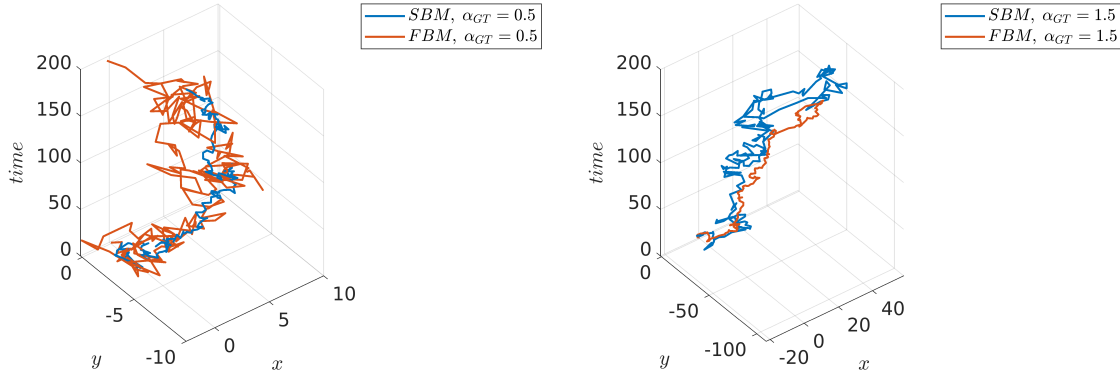 SBM, α_GT = 0.5
FBM, α_GT = 0.5
200
150
100
50
0
time
0
-5
-10
y
0
5
10
x
SBM, α_GT = 1.5
FBM, α_GT = 1.5
200
150
100
50
0
time
0
-50
-100
y
-20
0
20
40
x